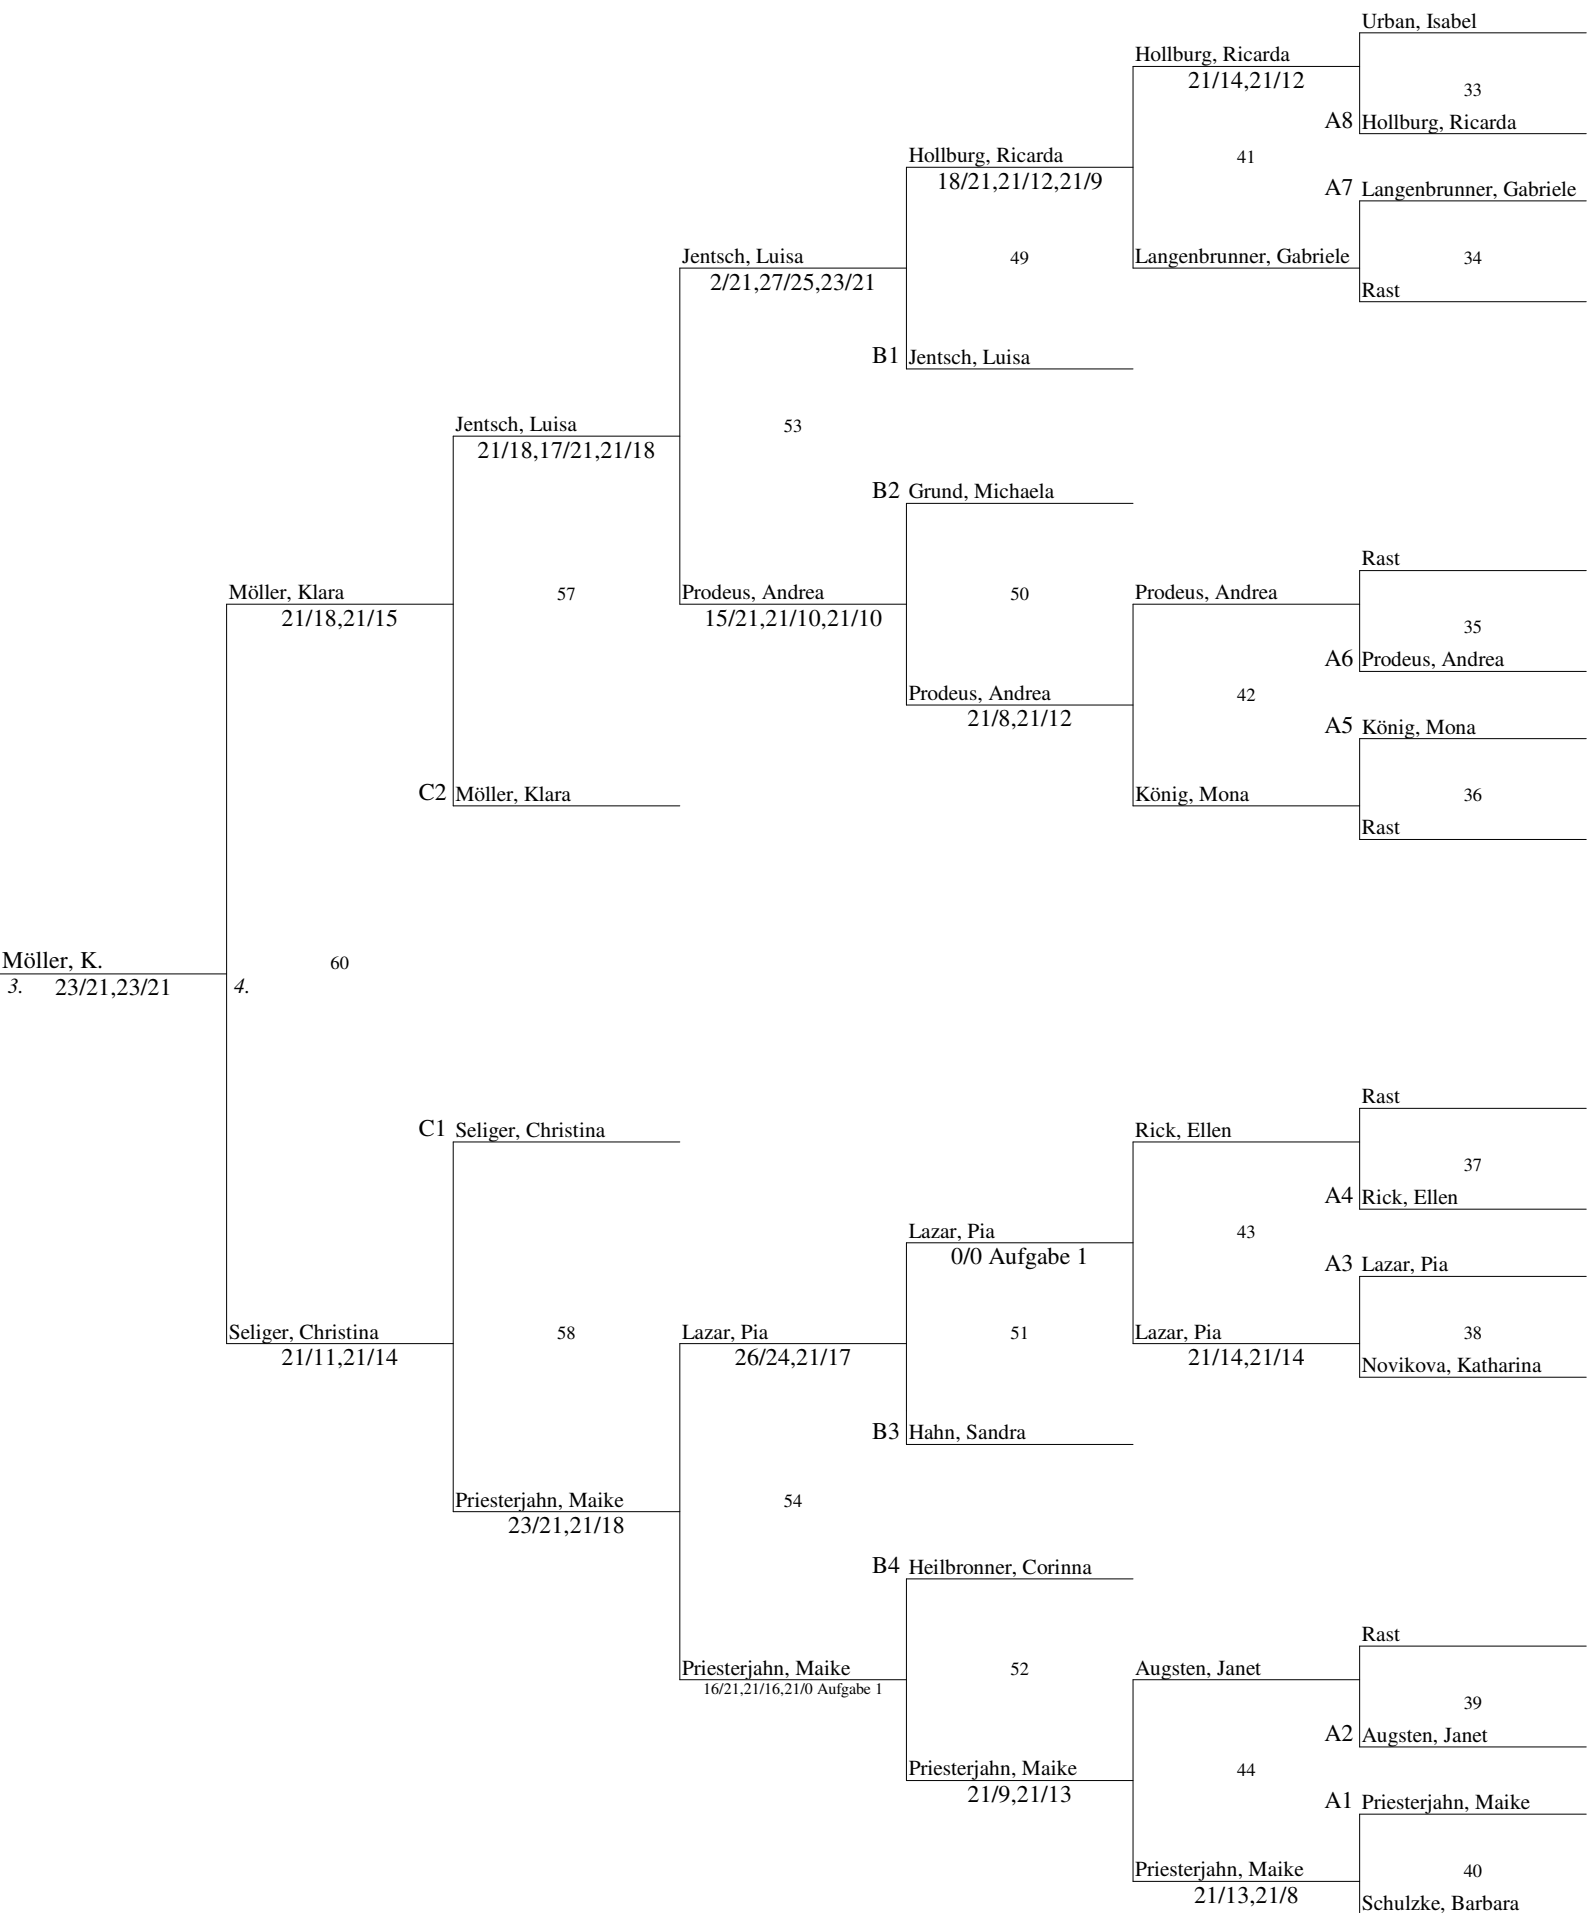 Urban, Isabel
Hollburg, Ricarda
21/14,21/12
33
A8 Hollburg, Ricarda
Hollburg, Ricarda
41
18/21,21/12,21/9
A7 Langenbrunner, Gabriele
Jentsch, Luisa
49
Langenbrunner, Gabriele
34
2/21,27/25,23/21
Rast
B1 Jentsch, Luisa
Jentsch, Luisa
53
21/18,17/21,21/18
B2 Grund, Michaela
Rast
Möller, Klara
57
Prodeus, Andrea
50
Prodeus, Andrea
21/18,21/15
15/21,21/10,21/10
35
A6 Prodeus, Andrea
Prodeus, Andrea
42
21/8,21/12
A5 König, Mona
C2 Möller, Klara
König, Mona
36
Rast
Möller, K.
60
3. 23/21,23/21
4.
Rast
C1 Seliger, Christina
Rick, Ellen
37
A4 Rick, Ellen
Lazar, Pia
43
0/0 Aufgabe 1
A3 Lazar, Pia
Seliger, Christina
58
Lazar, Pia
51
Lazar, Pia
38
21/11,21/14
26/24,21/17
21/14,21/14
Novikova, Katharina
B3 Hahn, Sandra
Priesterjahn, Maike
54
23/21,21/18
B4 Heilbronner, Corinna
Rast
Priesterjahn, Maike
52
Augsten, Janet
16/21,21/16,21/0 Aufgabe 1
39
A2 Augsten, Janet
Priesterjahn, Maike
44
21/9,21/13
A1 Priesterjahn, Maike
Priesterjahn, Maike
40
21/13,21/8
Schulzke, Barbara